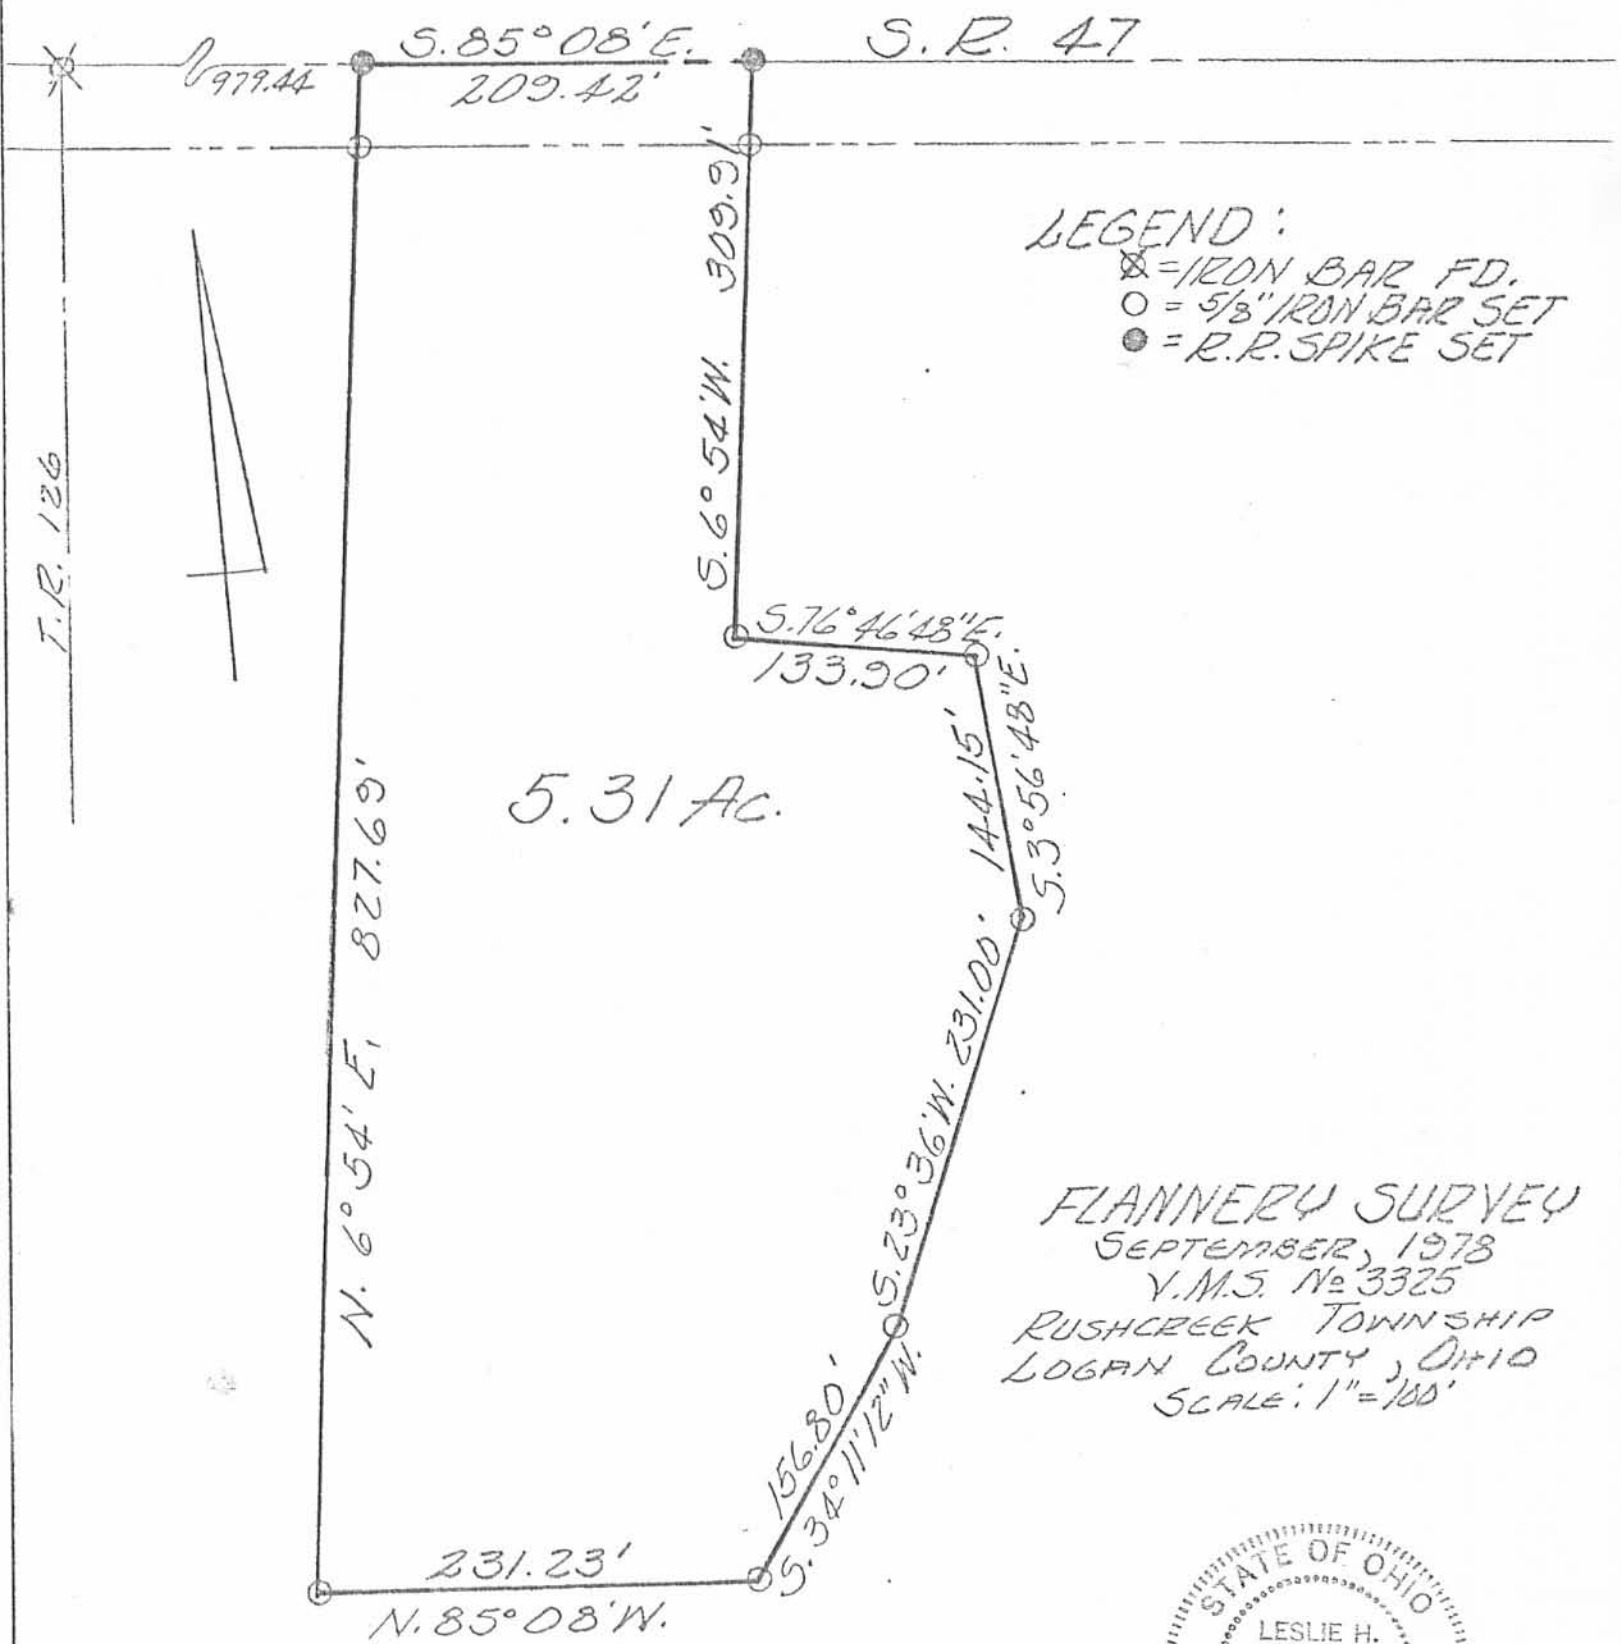 S. 85° 08' E.
S. R. 47
979.44
209.42'
S. 6° 54' W. 309.91'
LEGEND:
= IRON BAR FD.
= 5/8" IRON BAR SET
= R.R. SPIKE SET
T.R. 126
S. 76° 46' 48" E.
133.90'
144.15'
S. 3° 56' 48" E.
5.31 Ac.
N. 6° 54' E, 827.69'
S. 23° 36' W. 231.00'
FLANNERY SURVEY
SEPTEMBER, 1978
V.M.S. № 3325
RUSHCREEK TOWNSHIP
LOGAN COUNTY, OHIO
SCALE: 1" = 100'
156.80'
S. 34° 11' 12" W.
231.23'
N. 85° 08' W.
STATE OF OHIO
LESLIE H.